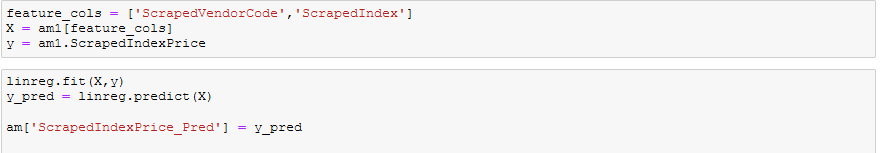 feature_cols = ['ScrapedVendorCode','ScrapedIndex']
X = am1[feature_cols]
y = am1.ScrapedIndexPrice
linreg.fit(X,y)
y_pred = linreg.predict(X)
am['ScrapedIndexPrice_Pred'] = y_pred